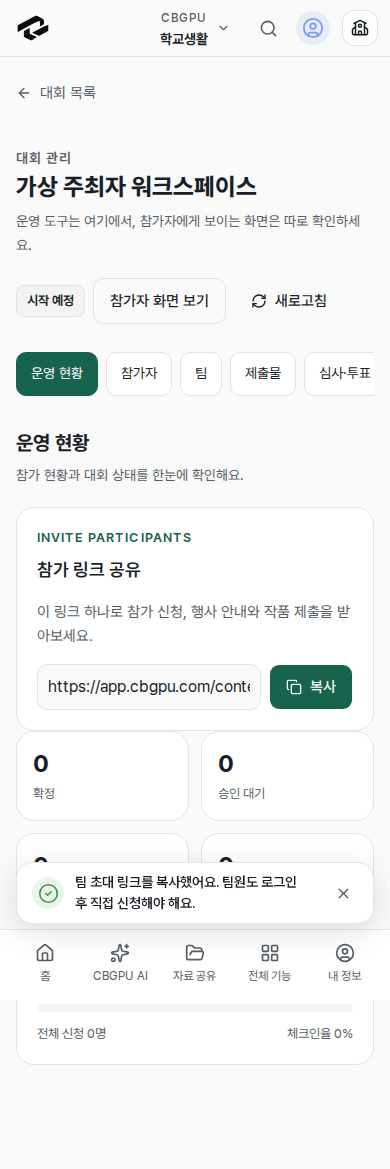 CBGPU
학교생활
대회 목록
대회 관리
가상 주최자 워크스페이스
운영 도구는 여기에서, 참가자에게 보이는 화면은 따로 확인하세
요.
시작 예정
참가자 화면 보기
새로고침
운영 현황
참가자
팀
제출물
심사·투표
운영 현황
참가 현황과 대회 상태를 한눈에 확인해요.
INVITE PARTICIPANTS
참가 링크 공유
이 링크 하나로 참가 신청, 행사 안내와 작품 제출을 받
아보세요.
https://app.cbgpu.com/conte
복사
0
0
확정
승인 대기
팀 초대 링크를 복사했어요. 팀원도 로그인
후 직접 신청해야 해요.
홈
CBGPU AI
자료 공유
전체 기능
내 정보
전체 신청 0명
체크인율 0%